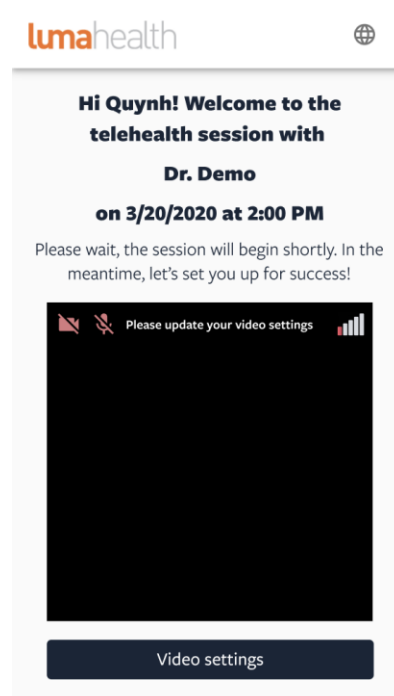 lumahealth
Hi Quynh! Welcome to the
telehealth session with
Dr. Demo
on 3/20/2020 at 2:00 PM
Please wait, the session will begin shortly. In the
meantime, let's set you up for success!
Please update your video settings
Video settings